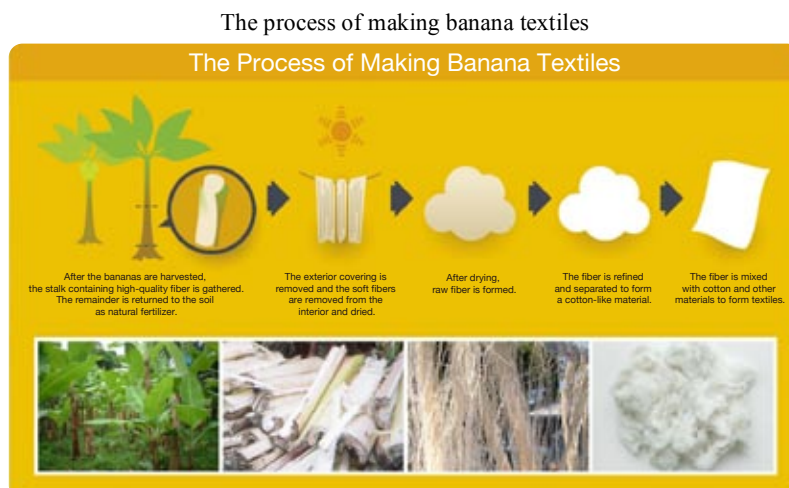 The process of making banana textiles
The Process of Making Banana Textiles
After the bananas are harvested,
the stalk containing high-quality fiber is gathered.
The remainder is returned to the soil
as natural fertilizer.
The exterior covering is
removed and the soft fibers
are removed from the
interior and dried.
After drying,
raw fiber is formed.
The fiber is refined
and separated to form
a cotton-like material.
The fiber is mixed
with cotton and other
materials to form textiles.